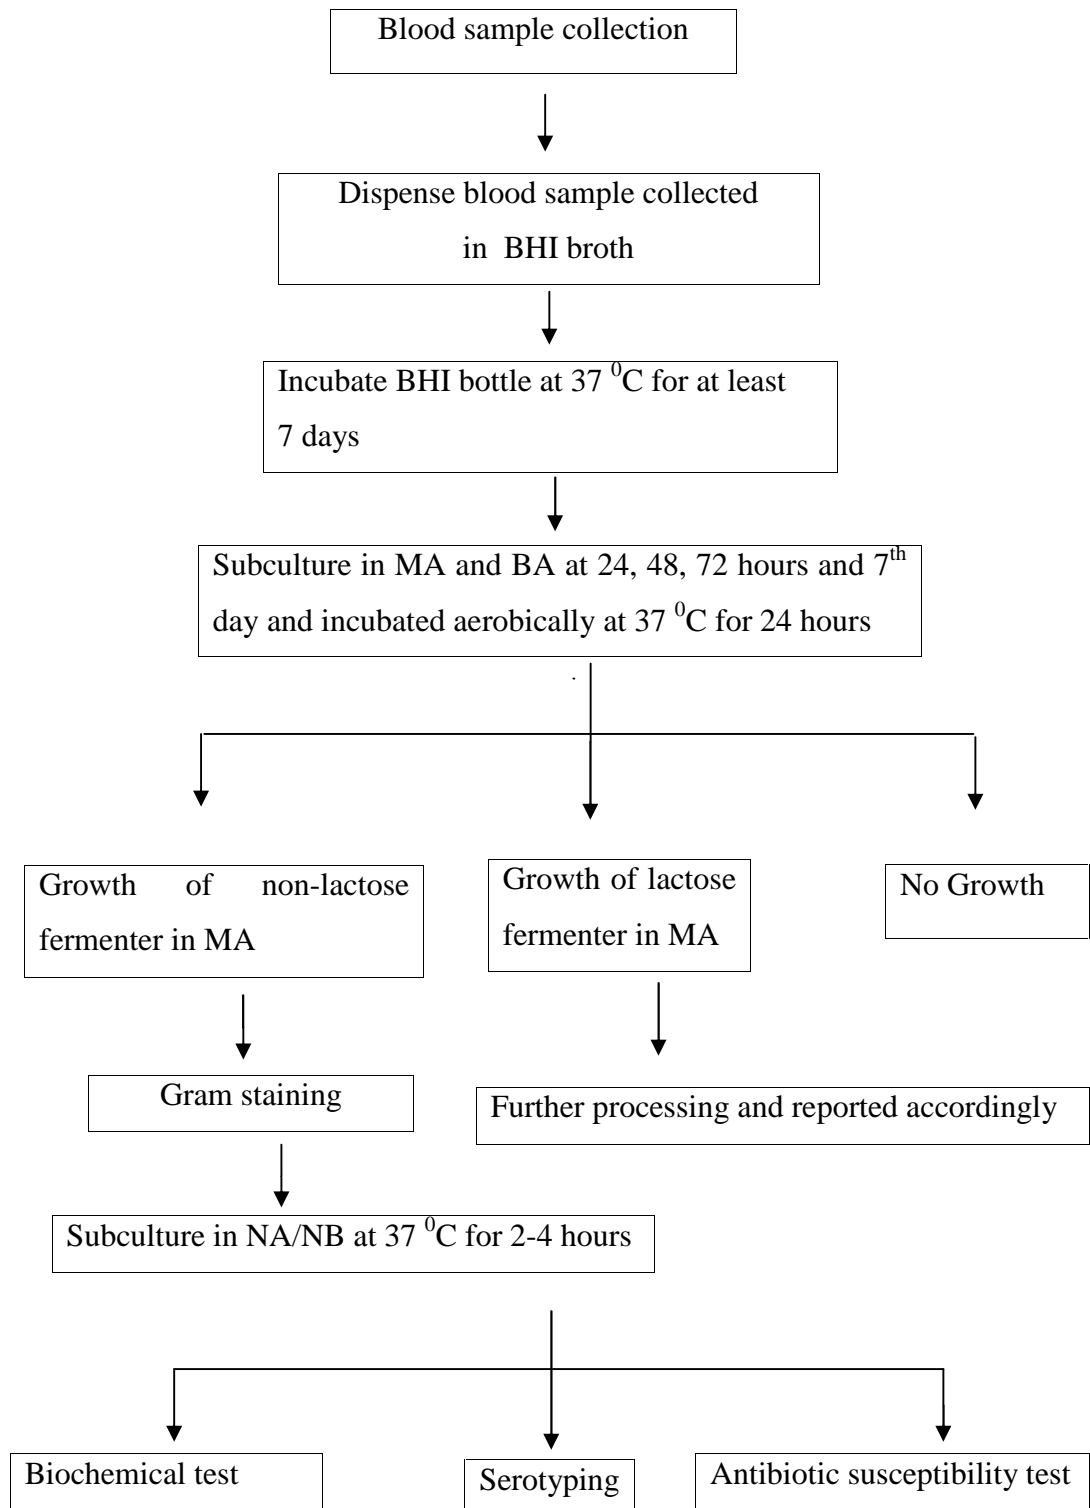 Blood sample collection
Dispense blood sample collected
in BHI broth
Incubate BHI bottle at 37 ⁰C for at least
7 days
Subculture in MA and BA at 24, 48, 72 hours and 7ᵗʰ
day and incubated aerobically at 37 ⁰C for 24 hours
Growth of non-lactose
fermenter in MA
Growth of lactose
fermenter in MA
No Growth
Gram staining
Further processing and reported accordingly
Subculture in NA/NB at 37 ⁰C for 2-4 hours
Biochemical test
Serotyping
Antibiotic susceptibility test